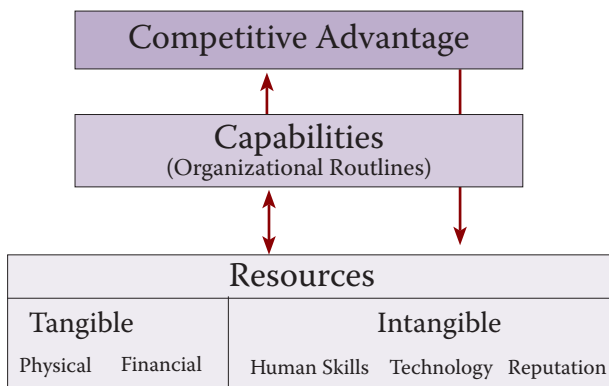 Competitive Advantage
Capabilities
(Organizational Routlines)
Resources
Tangible
Intangible
Physical
Financial
Human Skills
Technology
Reputation